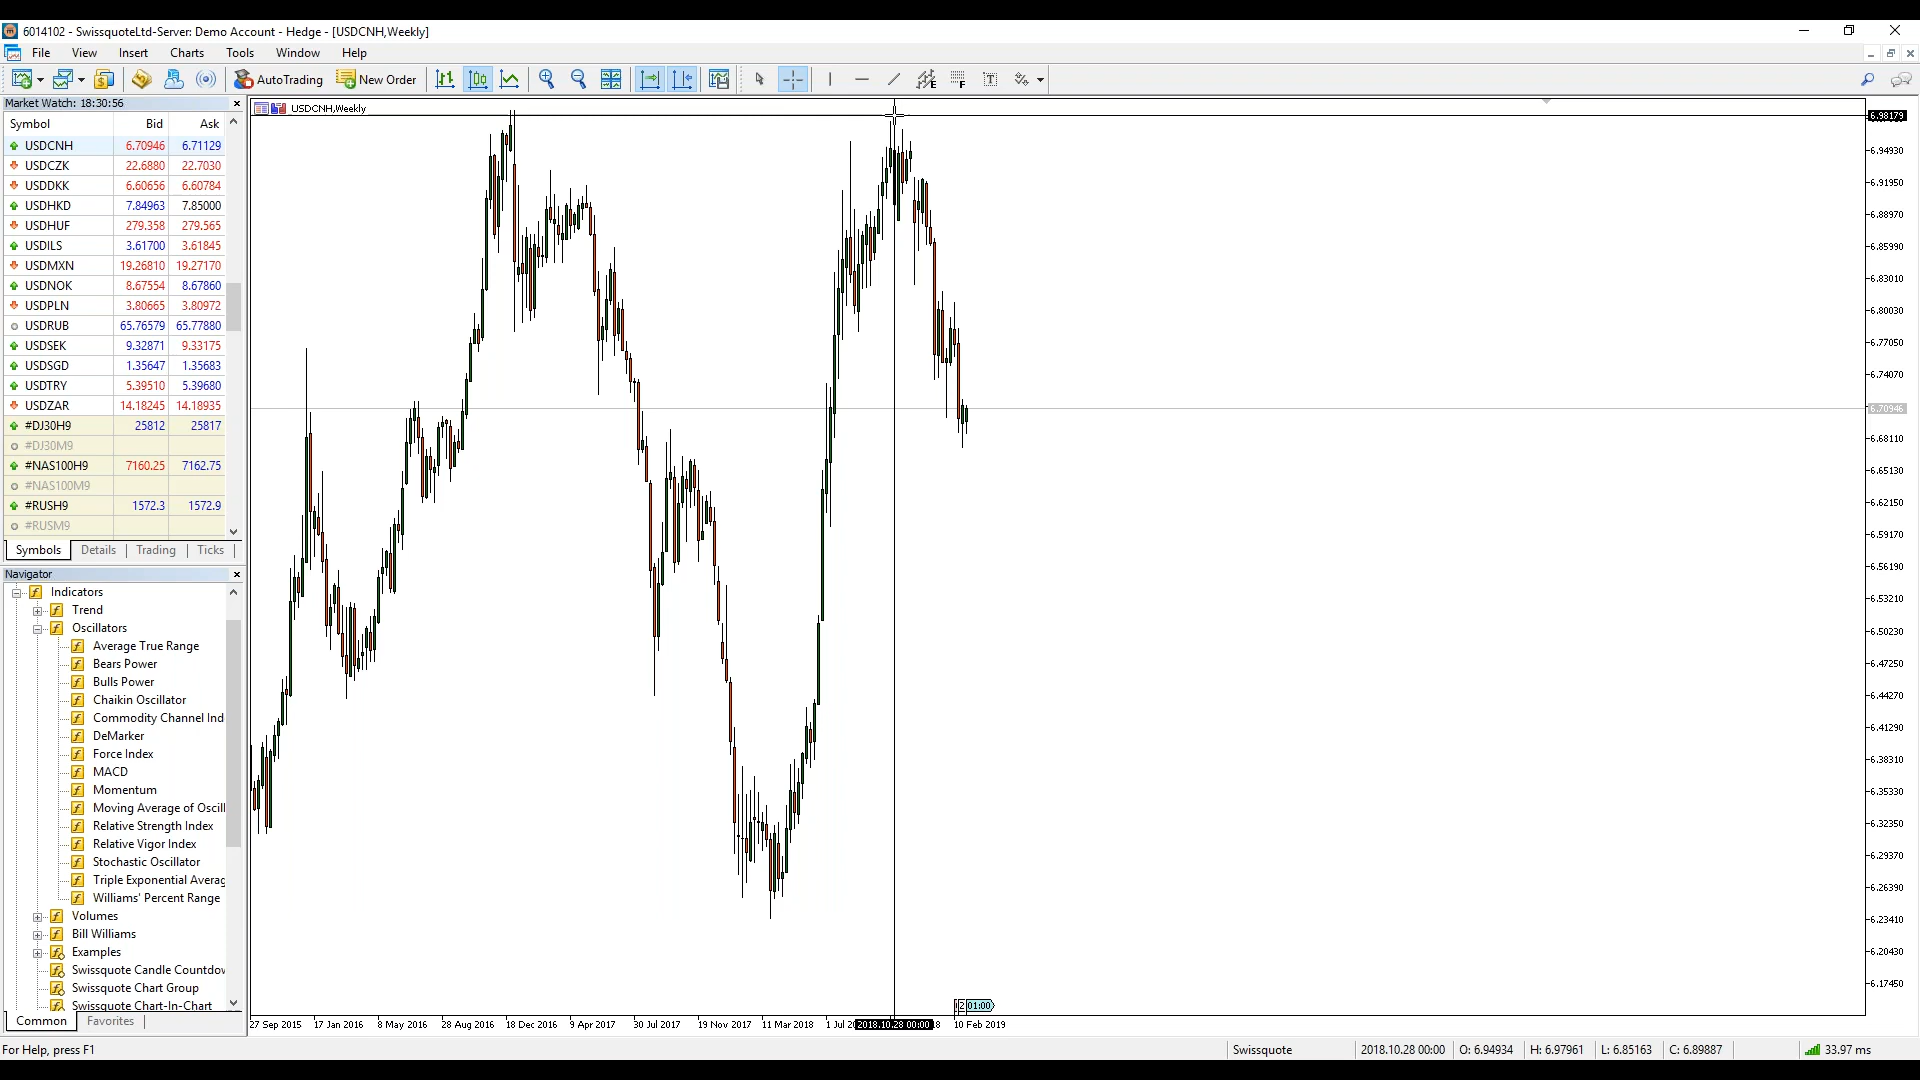 6014102 - SwissquoteLtd-Server: Demo Account - Hedge - [USDCNH,Weekly]
File View Insert Charts Tools Window Help
AutoTrading New Order
Market Watch: 18:30:56
Symbol Bid Ask
USDCNH 6.70946 6.71129
USDCZK 22.6880 22.7030
USDDKK 6.60656 6.60784
USDHKD 7.84963 7.85000
USDHUF 279.358 279.565
USDILS 3.61700 3.61845
USDMXN 19.26810 19.27170
USDNOK 8.67554 8.67860
USDPLN 3.80665 3.80972
USDRUB 65.76579 65.77880
USDSEK 9.32871 9.33175
USDSGD 1.35647 1.35683
USDTRY 5.39510 5.39680
USDZAR 14.18245 14.18935
#DJ30H9 25812 25817
#DJ30M9
#NAS100H9 7160.25 7162.75
#NAS100M9
#RUSH9 1572.3 1572.9
#RUSM9
Symbols Details Trading Ticks
Navigator
Indicators
Trend
Oscillators
Average True Range
Bears Power
Bulls Power
Chaikin Oscillator
Commodity Channel Ind
DeMarker
Force Index
MACD
Momentum
Moving Average of Oscil
Relative Strength Index
Relative Vigor Index
Stochastic Oscillator
Triple Exponential Averag
Williams' Percent Range
Volumes
Bill Williams
Examples
Swissquote Candle Countdov
Swissquote Chart Group
Swissquote Chart-In-Chart
Common Favorites
USDCNH,Weekly
6.98179
6.94930
6.91950
6.88970
6.85990
6.83010
6.80030
6.77050
6.74070
6.70946
6.68110
6.65130
6.62150
6.59170
6.56190
6.53210
6.50230
6.47250
6.44270
6.41290
6.38310
6.35330
6.32350
6.29370
6.26390
6.23410
6.20430
6.17450
2 01:00
27 Sep 2015 17 Jan 2016 8 May 2016 28 Aug 2016 18 Dec 2016 9 Apr 2017 30 Jul 2017 19 Nov 2017 11 Mar 2018 1 Jul 20 2018.10.28 00:00 8 10 Feb 2019
For Help, press F1 Swissquote 2018.10.28 00:00 O: 6.94934 H: 6.97961 L: 6.85163 C: 6.89887 33.97 ms